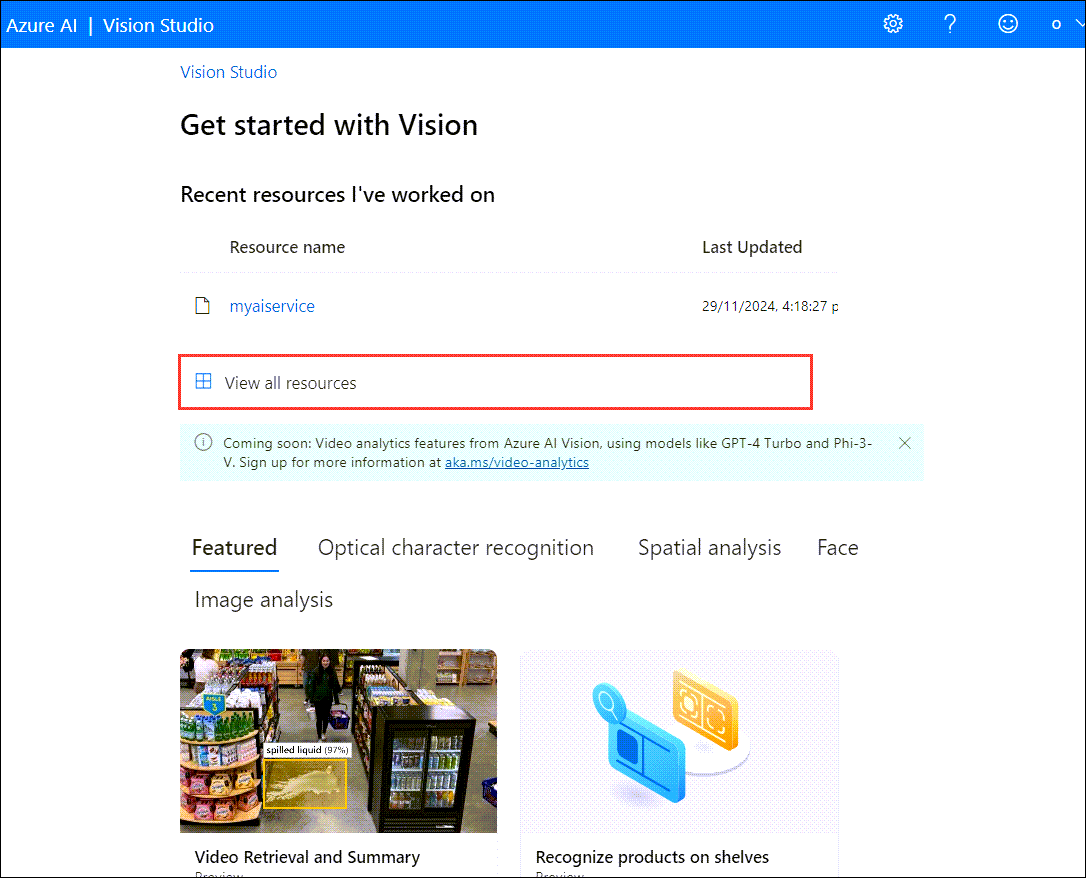 Azure AI | Vision Studio
Vision Studio
Get started with Vision
Recent resources I've worked on
Resource name Last Updated
myaiservice 29/11/2024, 4:18:27 p
View all resources
Coming soon: Video analytics features from Azure AI Vision, using models like GPT-4 Turbo and Phi-3-
V. Sign up for more information at aka.ms/video-analytics
Featured Optical character recognition Spatial analysis Face
Image analysis
AISLE
3
spilled liquid (97%)
Video Retrieval and Summary Recognize products on shelves
Preview Preview